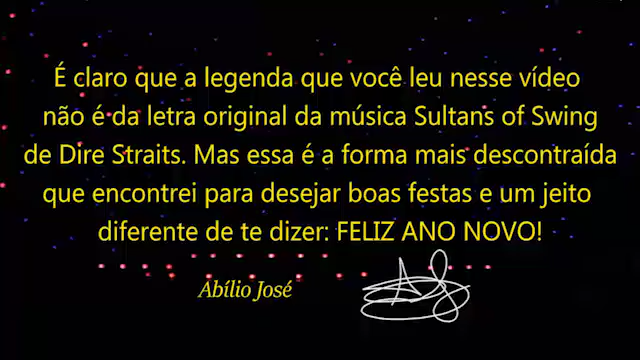 É claro que a legenda que você leu nesse vídeo
não é da letra original da música Sultans of Swing
de Dire Straits. Mas essa é a forma mais descontraída
que encontrei para desejar boas festas e um jeito
diferente de te dizer: FELIZ ANO NOVO!
Abílio José